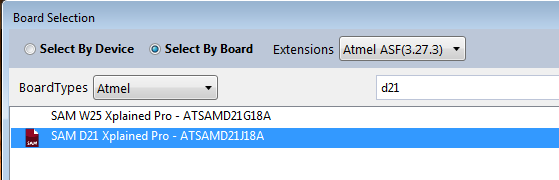 Board Selection
Select By Device Select By Board Extensions Atmel ASF(3.27.3)
BoardTypes Atmel d21
SAM W25 Xplained Pro - ATSAMD21G18A
SAM SAM D21 Xplained Pro - ATSAMD21J18A